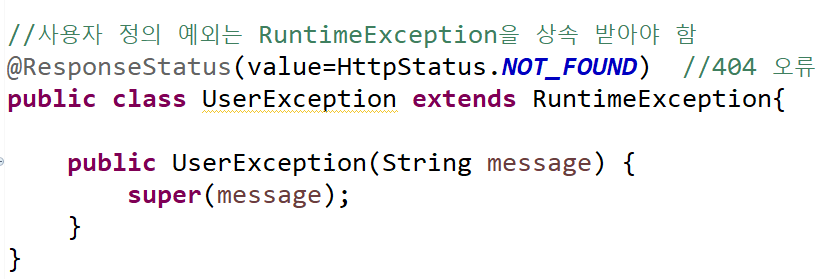 //사용자 정의 예외는 RuntimeException을 상속 받아야 함
@ResponseStatus(value=HttpStatus.NOT_FOUND)  //404 오류
public class UserException extends RuntimeException{
    public UserException(String message) {
        super(message);
    }
}